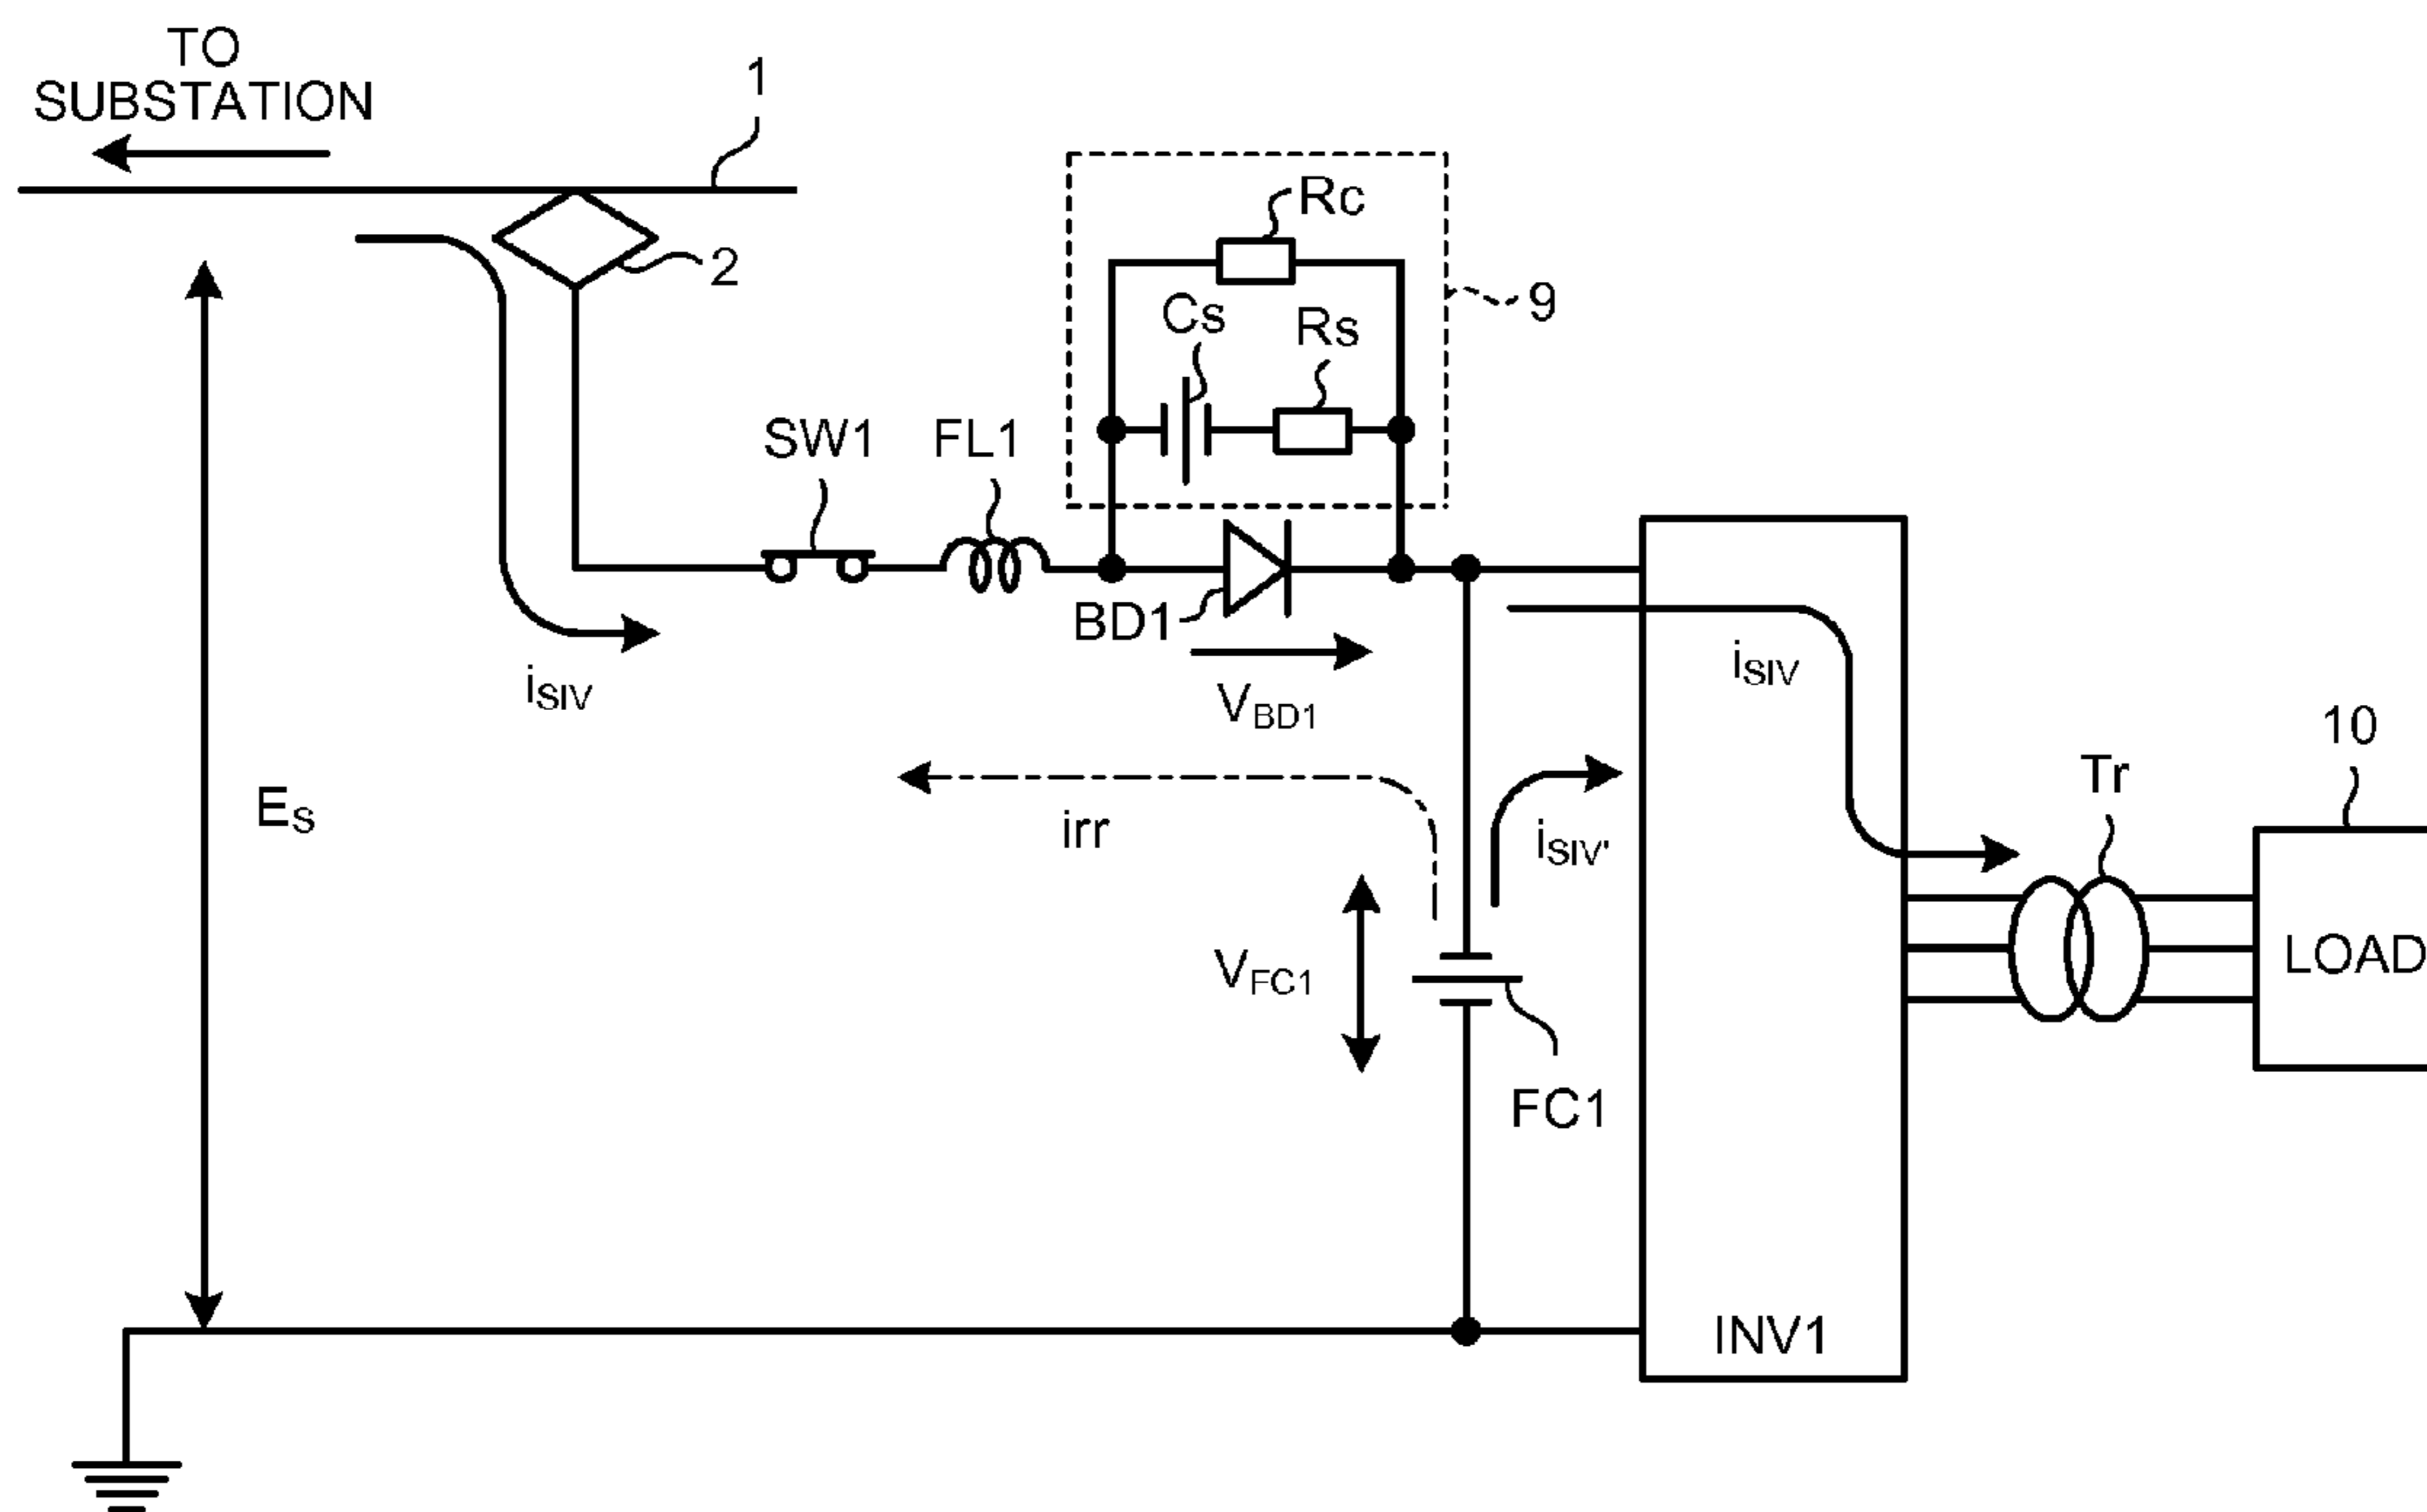 TO
SUBSTATION
1
2
Rc
Cs
Rs
9
SW1
FL1
BD1
iSIV
VBD1
iSIV
ES
irr
iSIV'
VFC1
FC1
Tr
10
LOAD
INV1